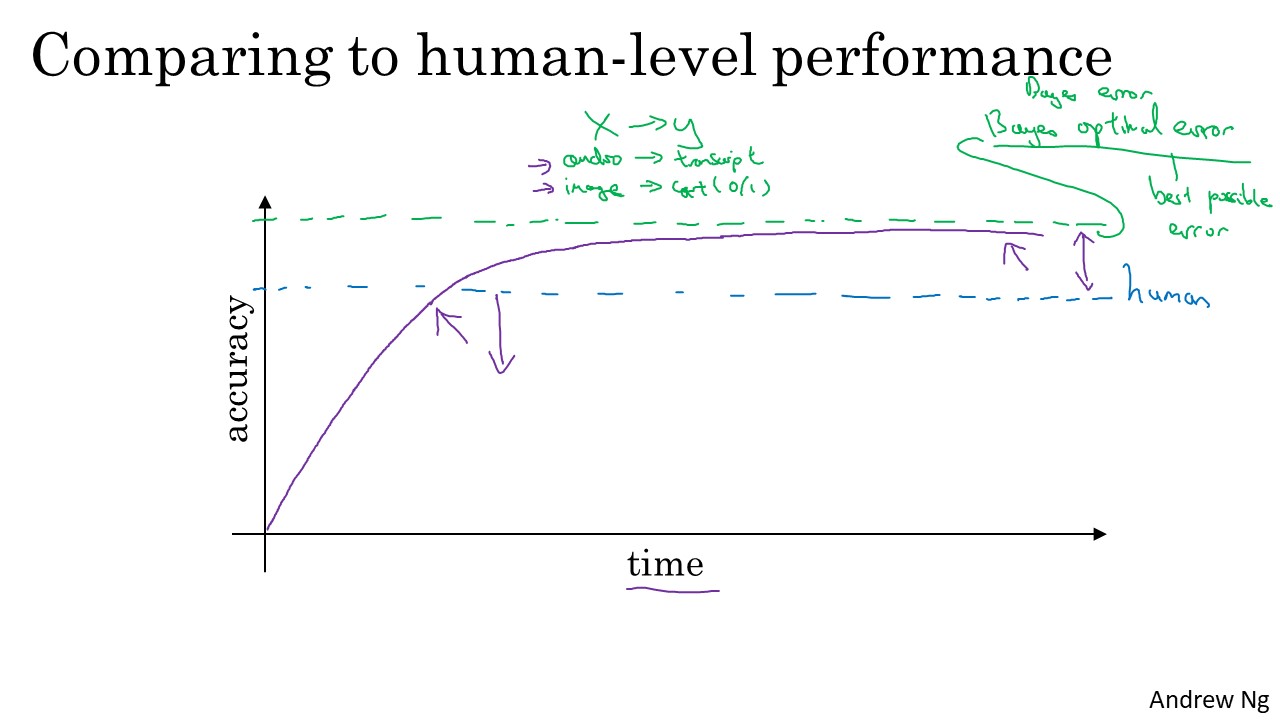 Comparing to human-level performance
Bayes error
Bayes optimal error
best possible
error
X → y
→ audio → transcript
→ image → cat (0/1)
human
accuracy
time
Andrew Ng